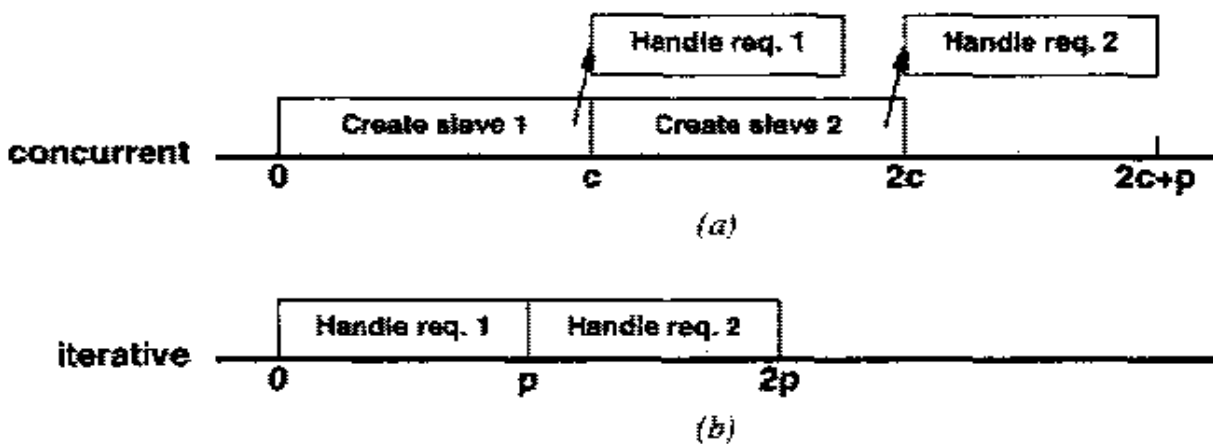 Handle req. 1 Handle req. 2
Create slave 1 Create slave 2
concurrent
0 c 2c 2c+p
(a)
Handle req. 1 Handle req. 2
iterative
0 p 2p
(b)